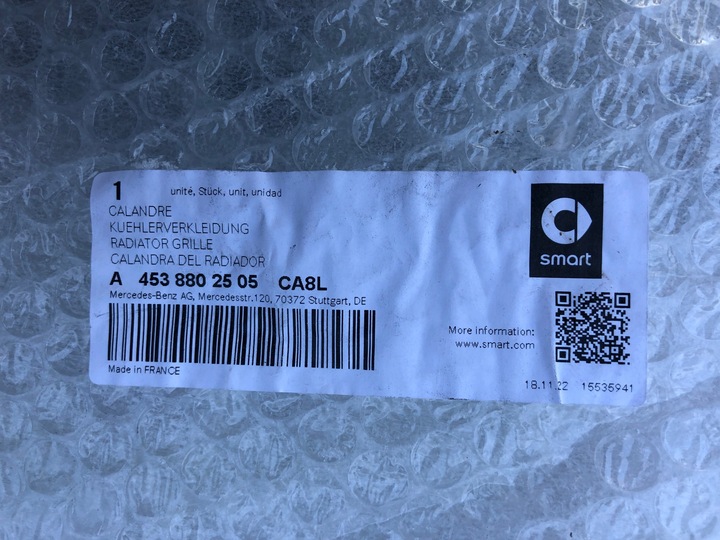 1 unité, Stück, unit, unidad
CALANDRE
KUEHLERVERKLEIDUNG
RADIATOR GRILLE
CALANDRA DEL RADIADOR
A 453 880 25 05 CA8L
Mercedes-Benz AG, Mercedesstr.120, 70372 Stuttgart, DE
Made in FRANCE
smart
More information:
www.smart.com
18.11.22 15535941